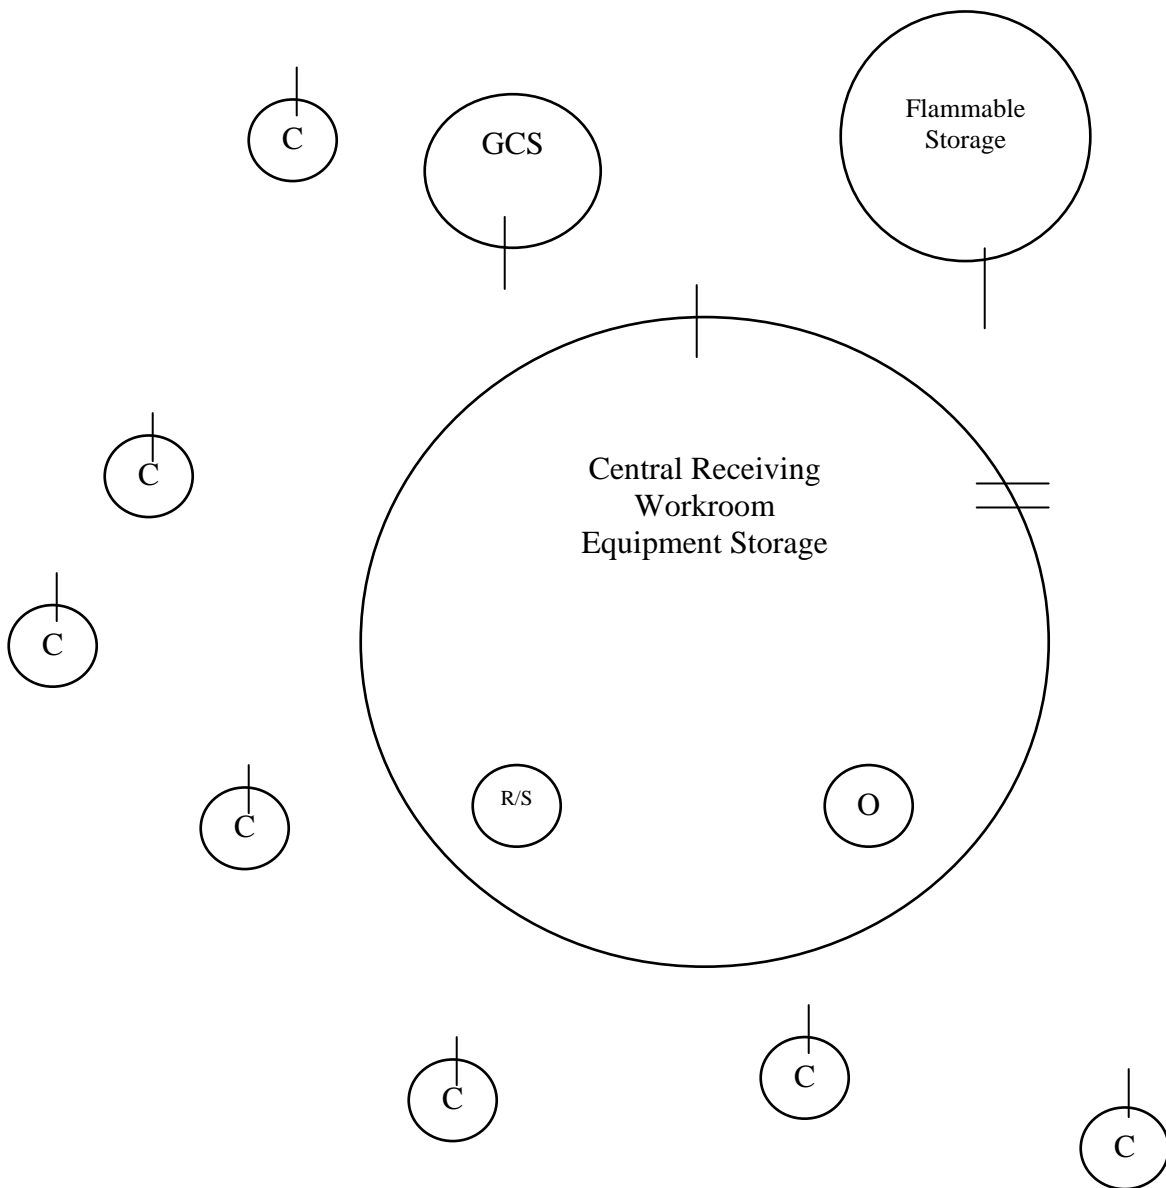 Flammable
Storage
C
GCS
Central Receiving
Workroom
Equipment Storage
C
C
R/S
O
C
C
C
C